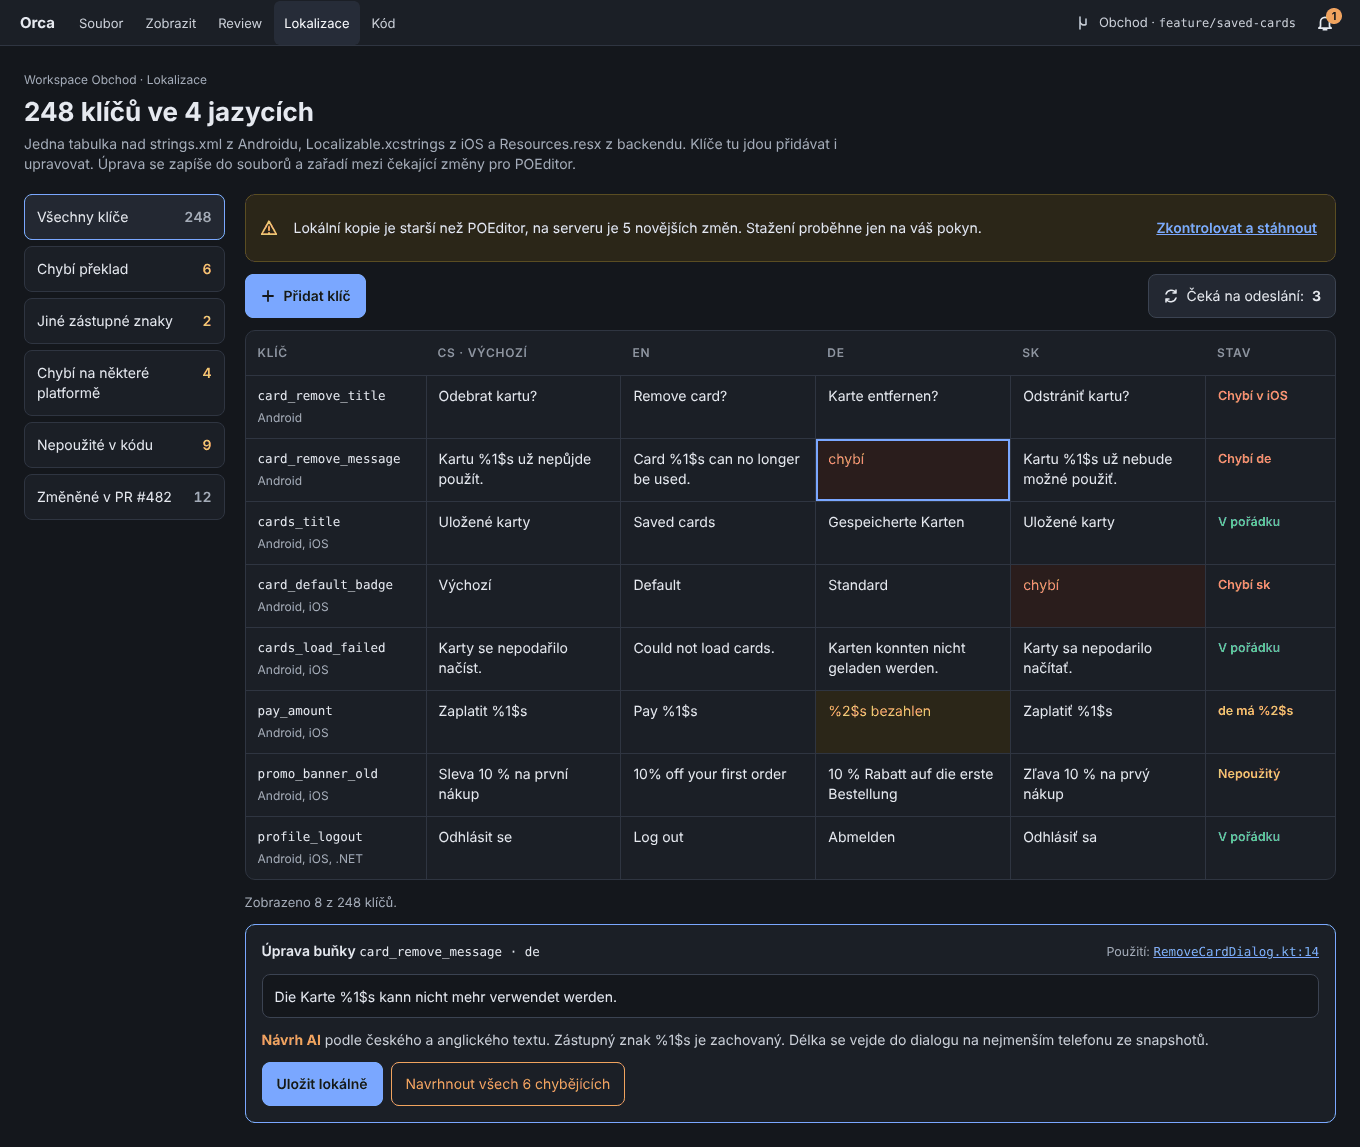 Orca Soubor Zobrazit Review Lokalizace Kód Obchod · feature/saved-cards 1
Workspace Obchod · Lokalizace
248 klíčů ve 4 jazycích
Jedna tabulka nad strings.xml z Androidu, Localizable.xcstrings z iOS a Resources.resx z backendu. Klíče tu jdou přidávat i
upravovat. Úprava se zapíše do souborů a zařadí mezi čekající změny pro POEditor.
Všechny klíče 248
Chybí překlad 6
Jiné zástupné znaky 2
Chybí na některé
platformě 4
Nepoužité v kódu 9
Změněné v PR #482 12
Lokální kopie je starší než POEditor, na serveru je 5 novějších změn. Stažení proběhne jen na váš pokyn. Zkontrolovat a stáhnout
Přidat klíč Čeká na odeslání: 3
KLÍČ CS · VÝCHOZÍ EN DE SK STAV
card_remove_title Odebrat kartu? Remove card? Karte entfernen? Odstrániť kartu? Chybí v iOS
Android
card_remove_message Kartu %1$s už nepůjde Card %1$s can no longer chybí Kartu %1$s už nebude Chybí de
Android použít. be used. možné použiť.
cards_title Uložené karty Saved cards Gespeicherte Karten Uložené karty V pořádku
Android, iOS
card_default_badge Výchozí Default Standard chybí Chybí sk
Android, iOS
cards_load_failed Karty se nepodařilo Could not load cards. Karten konnten nicht Karty sa nepodarilo V pořádku
Android, iOS načíst. geladen werden. načítať.
pay_amount Zaplatit %1$s Pay %1$s %2$s bezahlen Zaplatiť %1$s de má %2$s
Android, iOS
promo_banner_old Sleva 10 % na první 10% off your first order 10 % Rabatt auf die erste Zľava 10 % na prvý Nepoužitý
Android, iOS nákup Bestellung nákup
profile_logout Odhlásit se Log out Abmelden Odhlásiť sa V pořádku
Android, iOS, .NET
Zobrazeno 8 z 248 klíčů.
Úprava buňky card_remove_message · de Použití: RemoveCardDialog.kt:14
Die Karte %1$s kann nicht mehr verwendet werden.
Návrh AI podle českého a anglického textu. Zástupný znak %1$s je zachovaný. Délka se vejde do dialogu na nejmenším telefonu ze snapshotů.
Uložit lokálně Navrhnout všech 6 chybějících